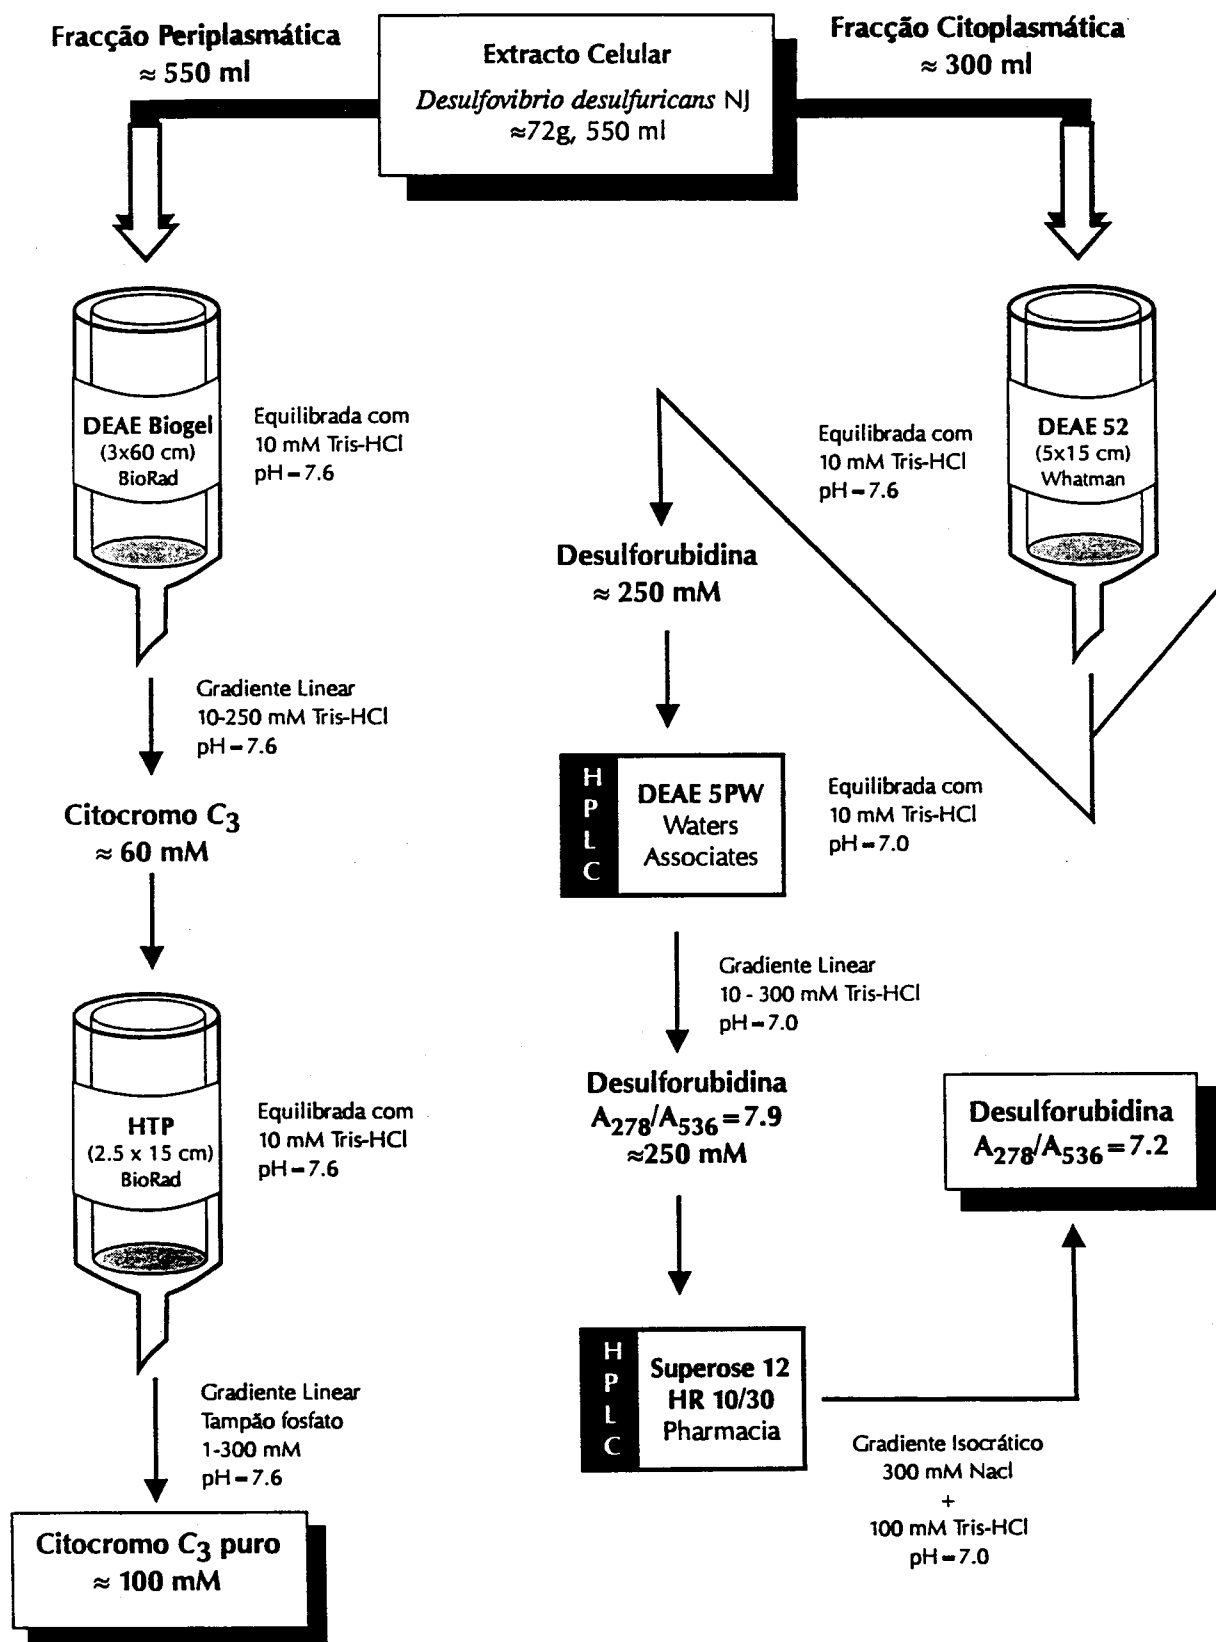 Fracção Periplasmática
≈ 550 ml
Extracto Celular
Desulfovibrio desulfuricans NJ
≈72g, 550 ml
Fracção Citoplasmática
≈ 300 ml
DEAE Biogel
(3x60 cm)
BioRad
Equilibrada com
10 mM Tris-HCl
pH=7.6
Gradiente Linear
10-250 mM Tris-HCl
pH=7.6
Citocromo C3
≈ 60 mM
HTP
(2.5 x 15 cm)
BioRad
Equilibrada com
10 mM Tris-HCl
pH=7.6
Gradiente Linear
Tampão fosfato
1-300 mM
pH=7.6
Citocromo C3 puro
≈ 100 mM
DEAE 52
(5x15 cm)
Whatman
Equilibrada com
10 mM Tris-HCl
pH=7.6
Desulforubidina
≈ 250 mM
HPLC
DEAE 5PW
Waters
Associates
Equilibrada com
10 mM Tris-HCl
pH=7.0
Gradiente Linear
10 - 300 mM Tris-HCl
pH=7.0
Desulforubidina
A278/A536=7.9
≈250 mM
HPLC
Superose 12
HR 10/30
Pharmacia
Gradiente Isocrático
300 mM Nacl
+
100 mM Tris-HCl
pH=7.0
Desulforubidina
A278/A536=7.2